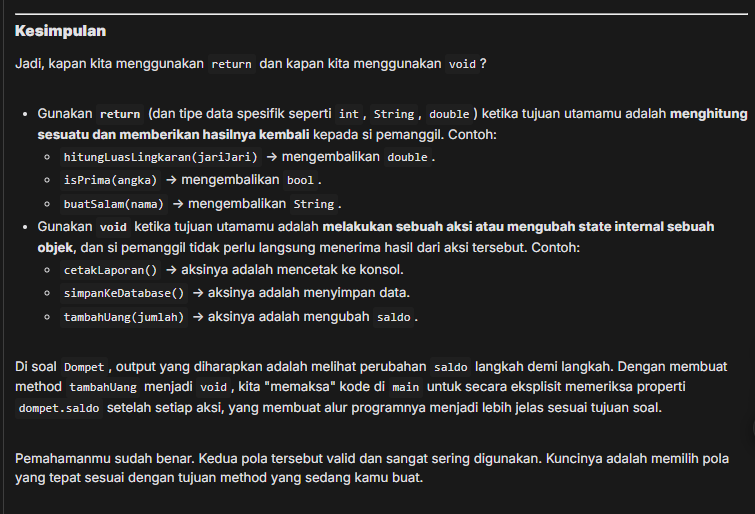 Kesimpulan
Jadi, kapan kita menggunakan return dan kapan kita menggunakan void ?
• Gunakan return (dan tipe data spesifik seperti int , String , double ) ketika tujuan utamamu adalah menghitung
sesuatu dan memberikan hasilnya kembali kepada si pemanggil. Contoh:
◦ hitungLuasLingkaran(jariJari) → mengembalikan double .
◦ isPrima(angka) → mengembalikan bool .
◦ buatSalam(nama) → mengembalikan String .
• Gunakan void ketika tujuan utamamu adalah melakukan sebuah aksi atau mengubah state internal sebuah
objek, dan si pemanggil tidak perlu langsung menerima hasil dari aksi tersebut. Contoh:
◦ cetakLaporan() → aksinya adalah mencetak ke konsol.
◦ simpanKeDatabase() → aksinya adalah menyimpan data.
◦ tambahUang(jumlah) → aksinya adalah mengubah saldo .
Di soal Dompet , output yang diharapkan adalah melihat perubahan saldo langkah demi langkah. Dengan membuat
method tambahUang menjadi void , kita "memaksa" kode di main untuk secara eksplisit memeriksa properti
dompet.saldo setelah setiap aksi, yang membuat alur programnya menjadi lebih jelas sesuai tujuan soal.
Pemahamanmu sudah benar. Kedua pola tersebut valid dan sangat sering digunakan. Kuncinya adalah memilih pola
yang tepat sesuai dengan tujuan method yang sedang kamu buat.